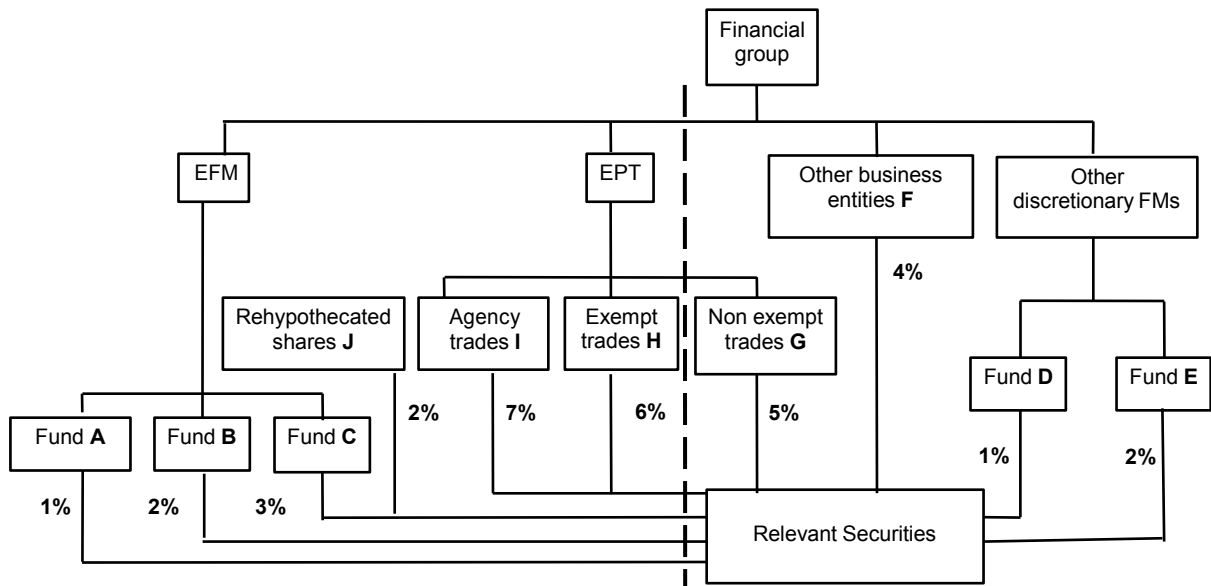 Financial
group
EFM
EPT
Other business
entities F
Other
discretionary FMs
4%
Rehypothecated
shares J
Agency
trades I
Exempt
trades H
Non exempt
trades G
Fund D
Fund E
2%
7%
6%
5%
Fund A
Fund B
Fund C
1%
2%
1%
2%
3%
Relevant Securities